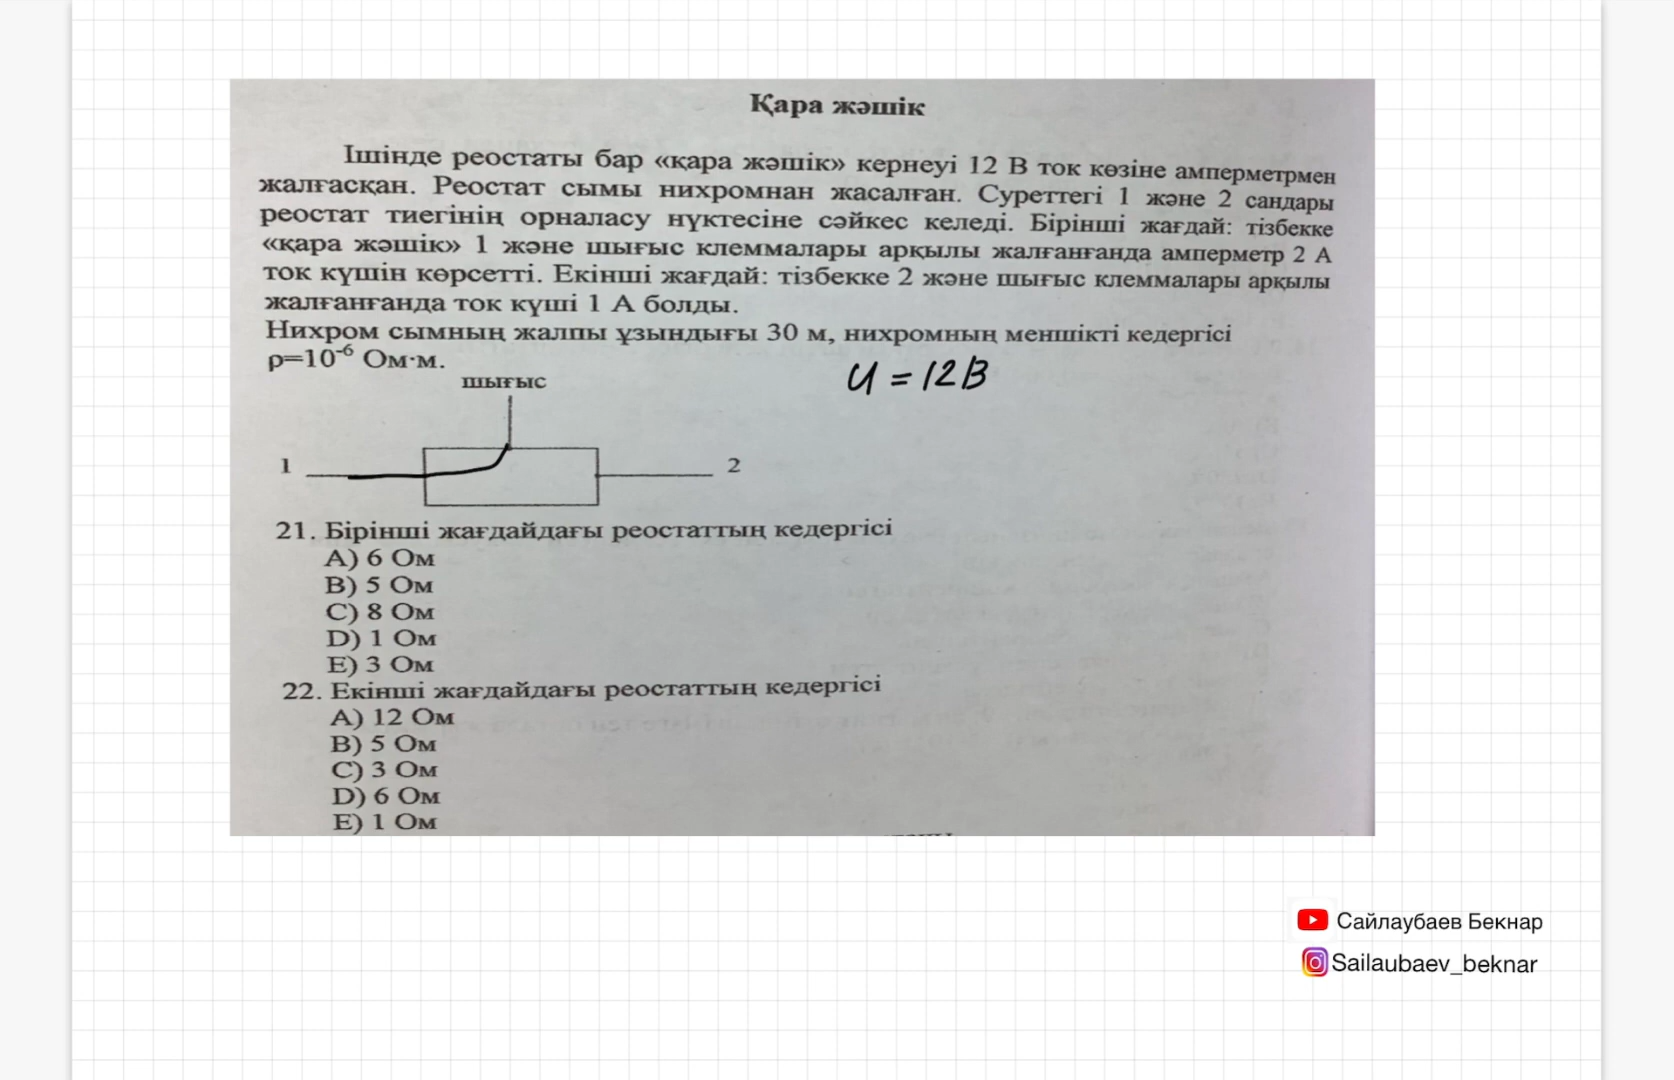 Қара жәшік
Ішінде реостаты бар «қара жәшік» кернеуі 12 В ток көзіне амперметрмен
жалғасқан. Реостат сымы нихромнан жасалған. Суреттегі 1 және 2 сандары
реостат тиегінің орналасу нүктесіне сәйкес келеді. Бірінші жағдай: тізбекке
«қара жәшік» 1 және шығыс клеммалары арқылы жалғанғанда амперметр 2 А
ток күшін көрсетті. Екінші жағдай: тізбекке 2 және шығыс клеммалары арқылы
жалғанғанда ток күші 1 А болды.
Нихром сымның жалпы ұзындығы 30 м, нихромның меншікті кедергісі
ρ=10⁻⁶ Ом·м.
шығыс
U = 12В
1
2
21. Бірінші жағдайдағы реостаттың кедергісі
A) 6 Ом
B) 5 Ом
C) 8 Ом
D) 1 Ом
E) 3 Ом
22. Екінші жағдайдағы реостаттың кедергісі
A) 12 Ом
B) 5 Ом
C) 3 Ом
D) 6 Ом
E) 1 Ом
Сайлаубаев Бекнар
Sailaubaev_beknar